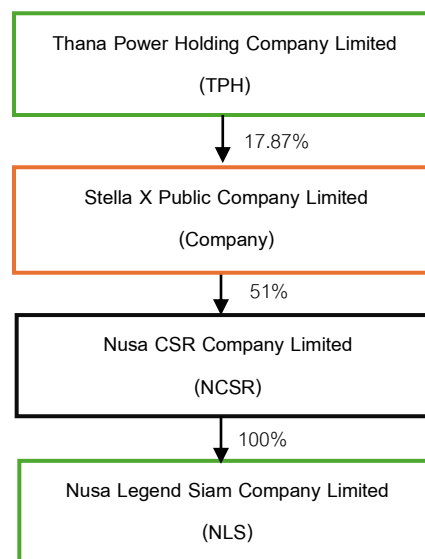 Thana Power Holding Company Limited
(TPH)
17.87%
Stella X Public Company Limited
(Company)
51%
Nusa CSR Company Limited
(NCSR)
100%
Nusa Legend Siam Company Limited
(NLS)